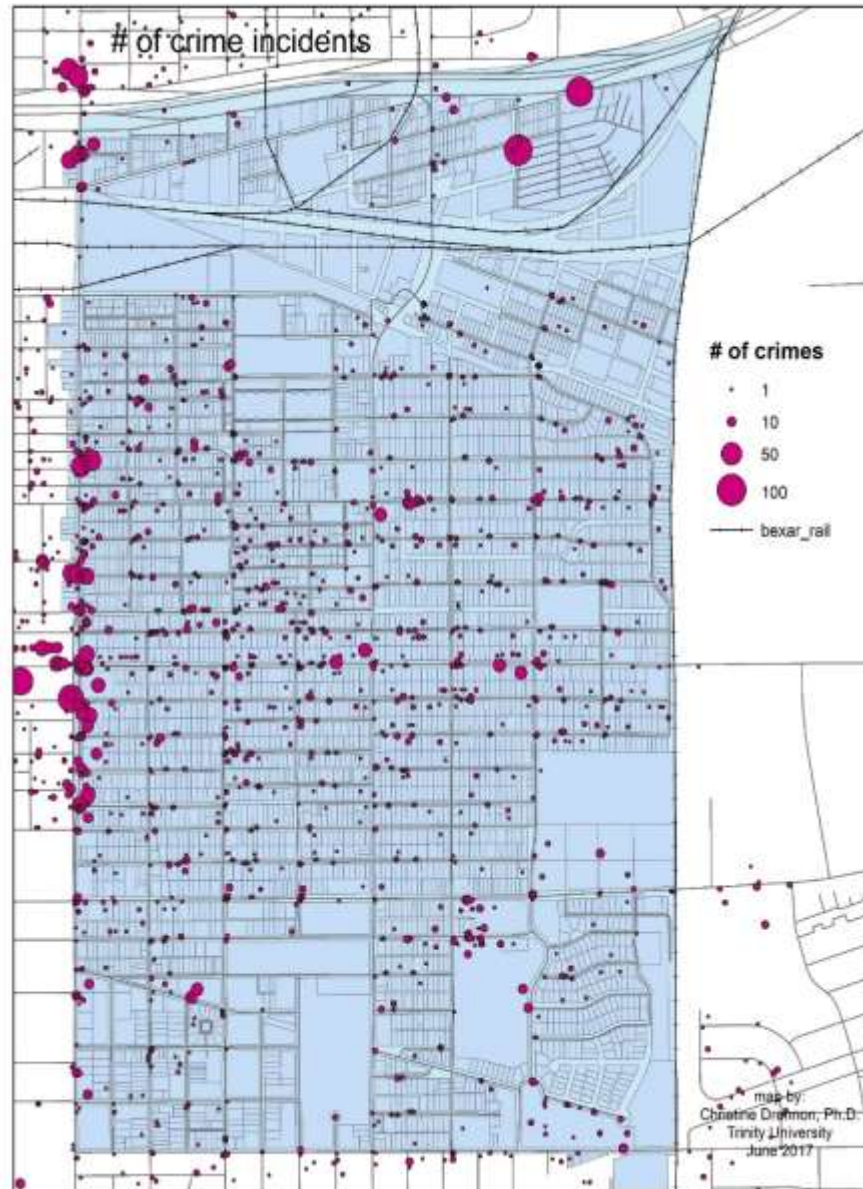 # of crime incidents
# of crimes
1
10
50
100
bexar_rail
map by:
Christine Drennon, Ph.D.
Trinity University
June 2017